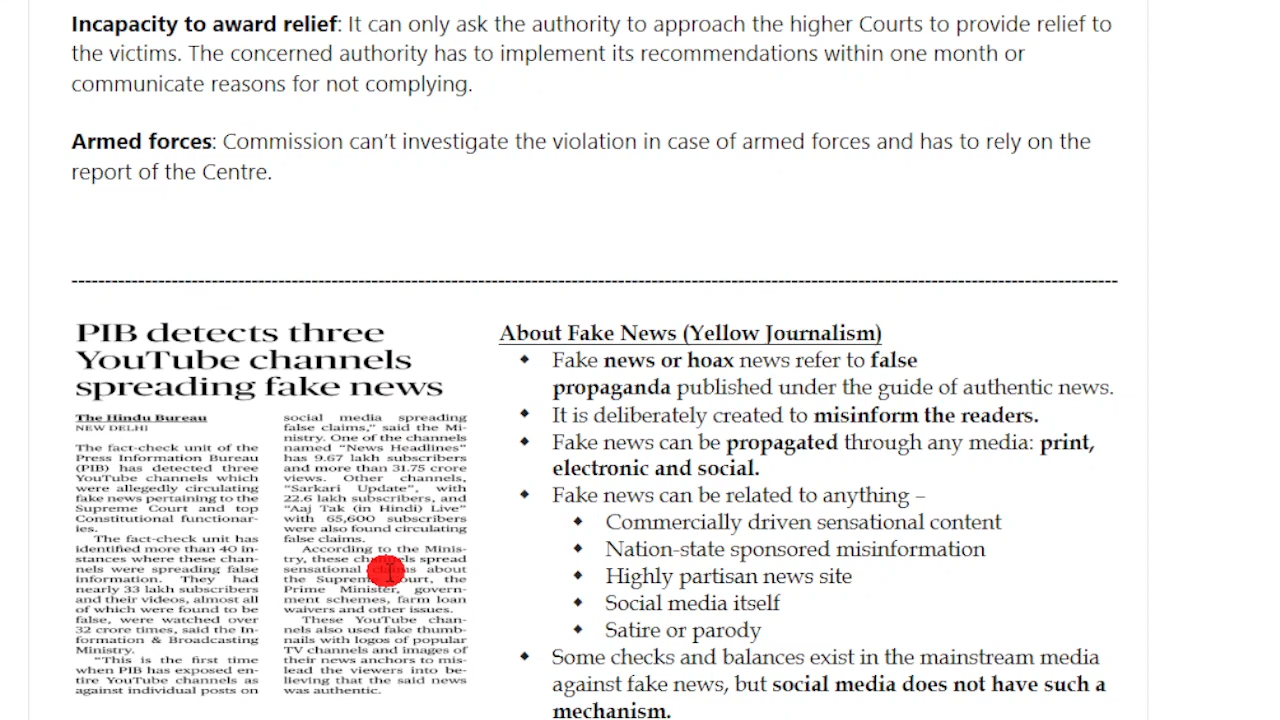 Incapacity to award relief: It can only ask the authority to approach the higher Courts to provide relief to
the victims. The concerned authority has to implement its recommendations within one month or
communicate reasons for not complying.
Armed forces: Commission can't investigate the violation in case of armed forces and has to rely on the
report of the Centre.
--------------------------------------------------------------------------------
PIB detects three
YouTube channels
spreading fake news
The Hindu Bureau
NEW DELHI
The fact-check unit of the
Press Information Bureau
(PIB) has detected three
YouTube channels which
were allegedly circulating
fake news pertaining to the
Supreme Court and top
Constitutional functionar-
ies.
The fact-check unit has
identified more than 40 in-
stances where these chan-
nels were spreading false
information. They had
nearly 33 lakh subscribers
and their videos, almost all
of which were found to be
false, were watched over
32 crore times, said the In-
formation & Broadcasting
Ministry.
"This is the first time
when PIB has exposed en-
tire YouTube channels as
against individual posts on
social media spreading
false claims," said the Mi-
nistry. One of the channels
named "News Headlines"
has 9.67 lakh subscribers
and more than 31.75 crore
views. Other channels,
"Sarkari Update", with
22.6 lakh subscribers, and
"Aaj Tak (in Hindi) Live"
with 65,600 subscribers
were also found circulating
false claims.
According to the Minis-
try, these channels spread
sensational claims about
the Supreme Court, the
Prime Minister, govern-
ment schemes, farm loan
waivers and other issues.
These YouTube chan-
nels also used fake thumb-
nails with logos of popular
TV channels and images of
their news anchors to mis-
lead the viewers into be-
lieving that the said news
was authentic.
About Fake News (Yellow Journalism)
◆ Fake news or hoax news refer to false
propaganda published under the guide of authentic news.
◆ It is deliberately created to misinform the readers.
◆ Fake news can be propagated through any media: print,
electronic and social.
◆ Fake news can be related to anything –
◆ Commercially driven sensational content
◆ Nation-state sponsored misinformation
◆ Highly partisan news site
◆ Social media itself
◆ Satire or parody
◆ Some checks and balances exist in the mainstream media
against fake news, but social media does not have such a
mechanism.